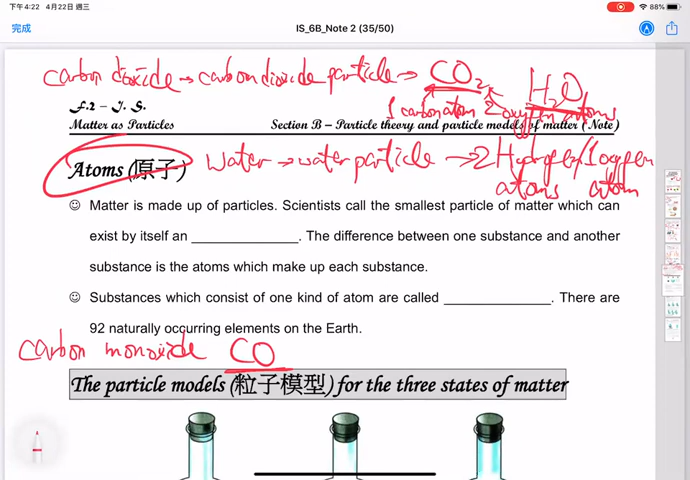 下午4:22 4月22日 週三
88%
完成
IS_6B_Note 2 (35/50)
carbon dioxide → carbon dioxide particle → CO2
H2O
1 carbon atom 2 oxygen atoms
F.2 – I. S.
Matter as Particles Section B – Particle theory and particle models of matter (Note)
Atoms (原子)
water → water particle → 2 Hydrogen 1 oxygen
atoms atom
☺ Matter is made up of particles. Scientists call the smallest particle of matter which can
exist by itself an ________________. The difference between one substance and another
substance is the atoms which make up each substance.
☺ Substances which consist of one kind of atom are called ________________. There are
92 naturally occurring elements on the Earth.
carbon monoxide CO
The particle models (粒子模型) for the three states of matter